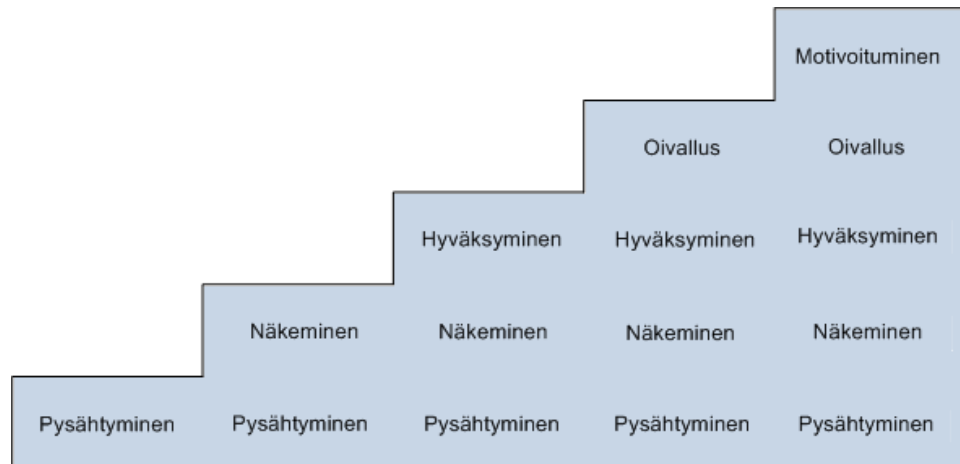 Motivoituminen
Oivallus Oivallus
Hyväksyminen Hyväksyminen Hyväksyminen
Näkeminen Näkeminen Näkeminen Näkeminen
Pysähtyminen Pysähtyminen Pysähtyminen Pysähtyminen Pysähtyminen